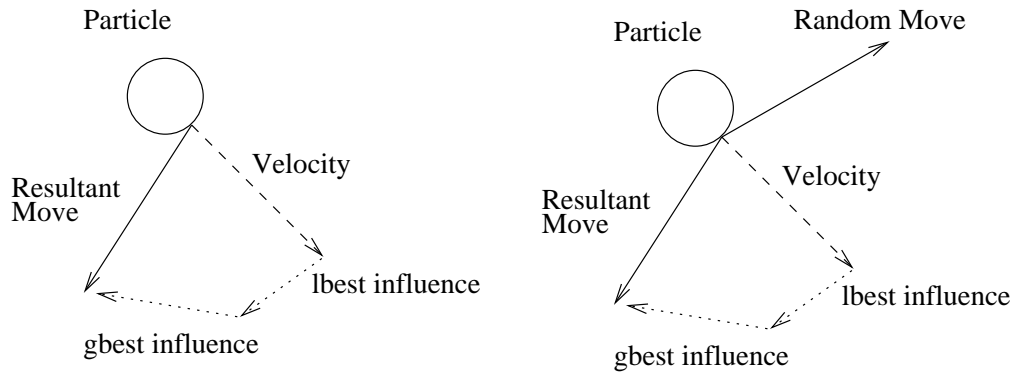 Particle
Velocity
Resultant
Move
lbest influence
gbest influence
Particle
Random Move
Velocity
Resultant
Move
lbest influence
gbest influence